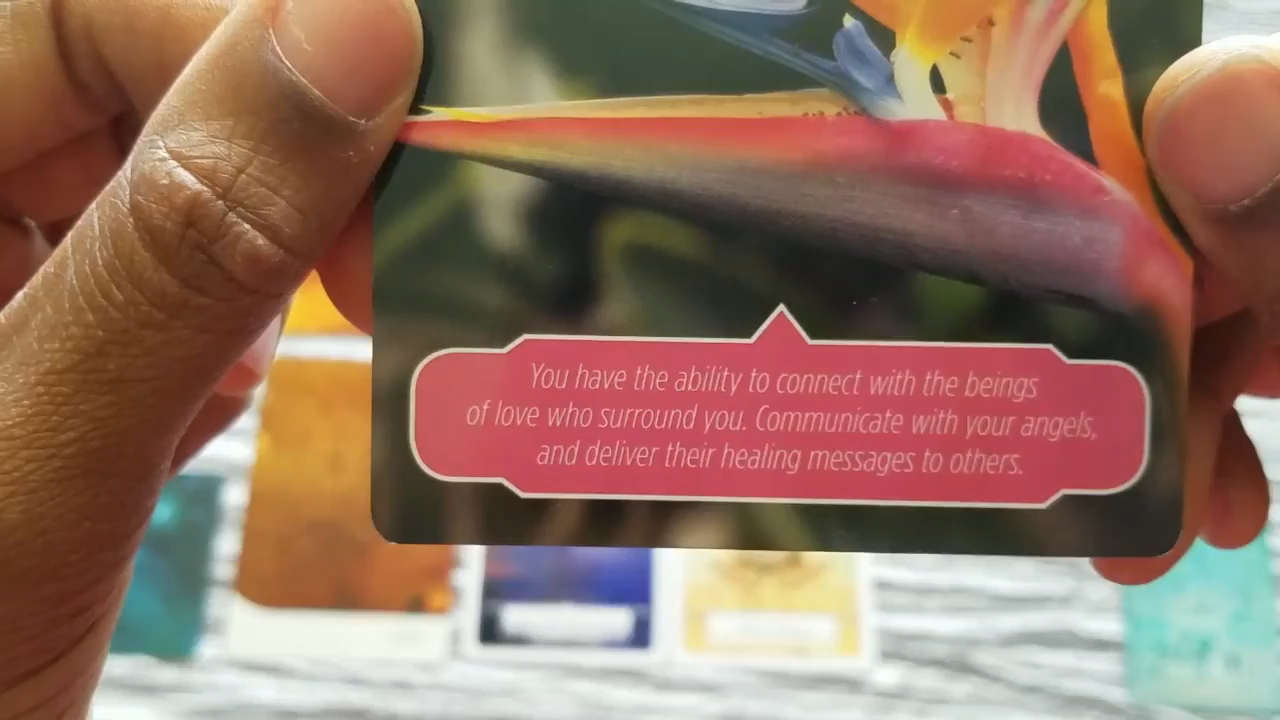 You have the ability to connect with the beings
of love who surround you. Communicate with your angels,
and deliver their healing messages to others.